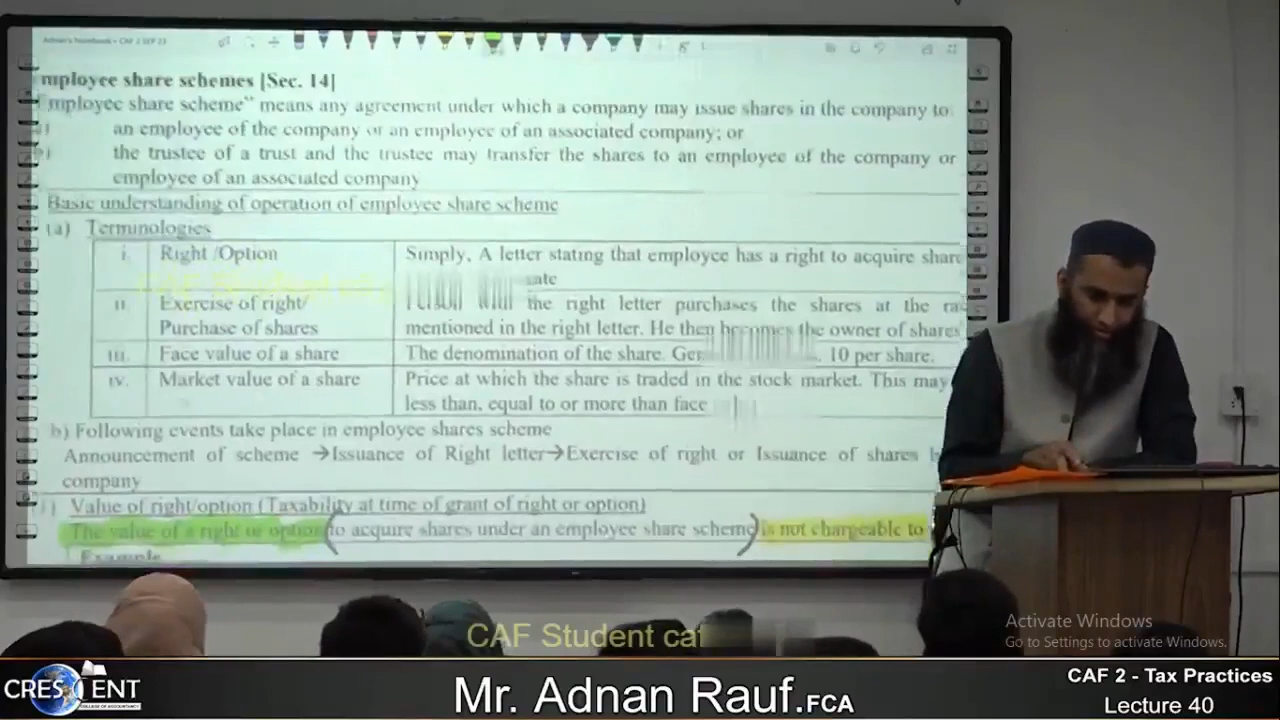 Adnan's Notebook • CAF 2 SEP 23
mployee share schemes [Sec. 14]
mployee share scheme" means any agreement under which a company may issue shares in the company to:
an employee of the company or an employee of an associated company; or
the trustee of a trust and the trustee may transfer the shares to an employee of the company or
employee of an associated company
Basic understanding of operation of employee share scheme
(a) Terminologies
i. Right /Option Simply, A letter stating that employee has a right to acquire share
ii. Exercise of right/ the right letter purchases the shares at the ra
Purchase of shares mentioned in the right letter. He then becomes the owner of shares
iii. Face value of a share The denomination of the share. 10 per share.
iv. Market value of a share Price at which the share is traded in the stock market. This may
less than, equal to or more than face
b) Following events take place in employee shares scheme
Announcement of scheme →Issuance of Right letter→Exercise of right or Issuance of shares
company
Value of right/option (Taxability at time of grant of right or option)
The value of a right or option (to acquire shares under an employee share scheme) is not chargeable to
Example
CAF Student
Activate Windows
Go to Settings to activate Windows.
CRESCENT
COLLEGE OF ACCOUNTANCY
Mr. Adnan Rauf.FCA
CAF 2 - Tax Practices
Lecture 40